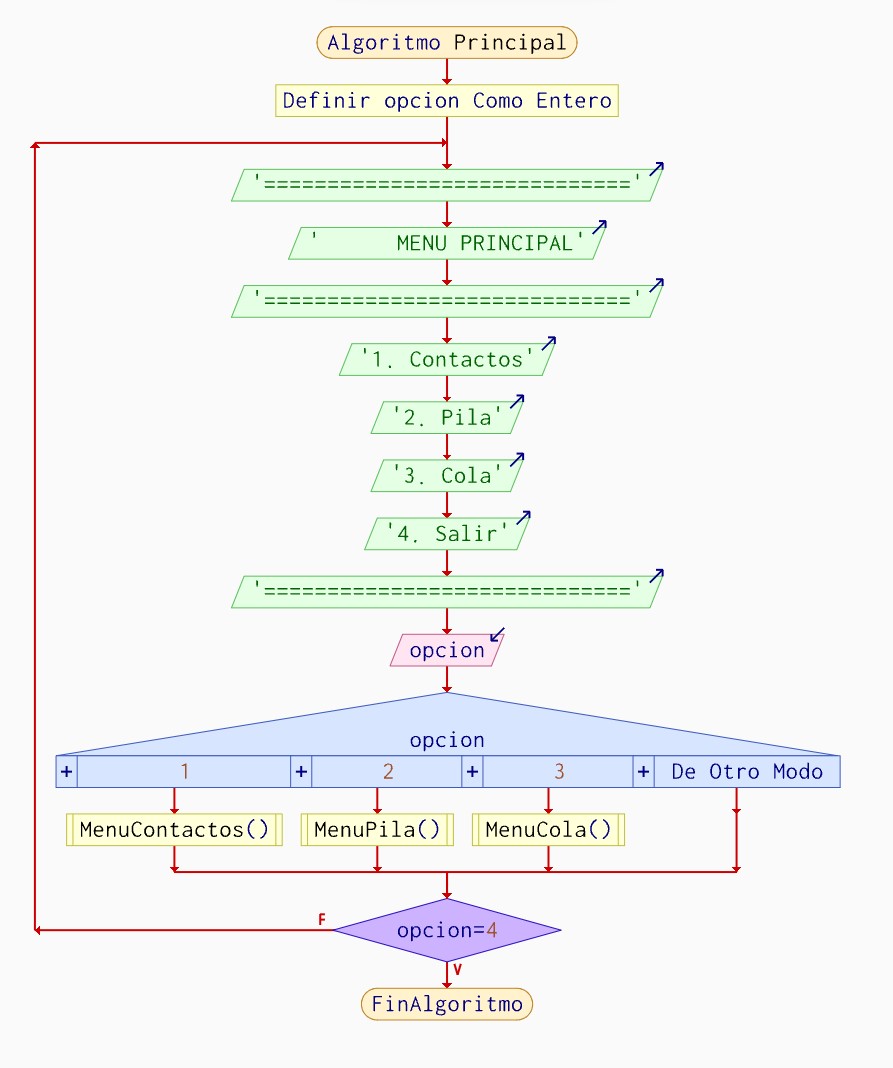 Algoritmo Principal
Definir opcion Como Entero
'============================='
'      MENU PRINCIPAL'
'============================='
'1. Contactos'
'2. Pila'
'3. Cola'
'4. Salir'
'============================='
opcion
opcion
+ 1 + 2 + 3 + De Otro Modo
MenuContactos() MenuPila() MenuCola()
F
opcion=4
V
FinAlgoritmo